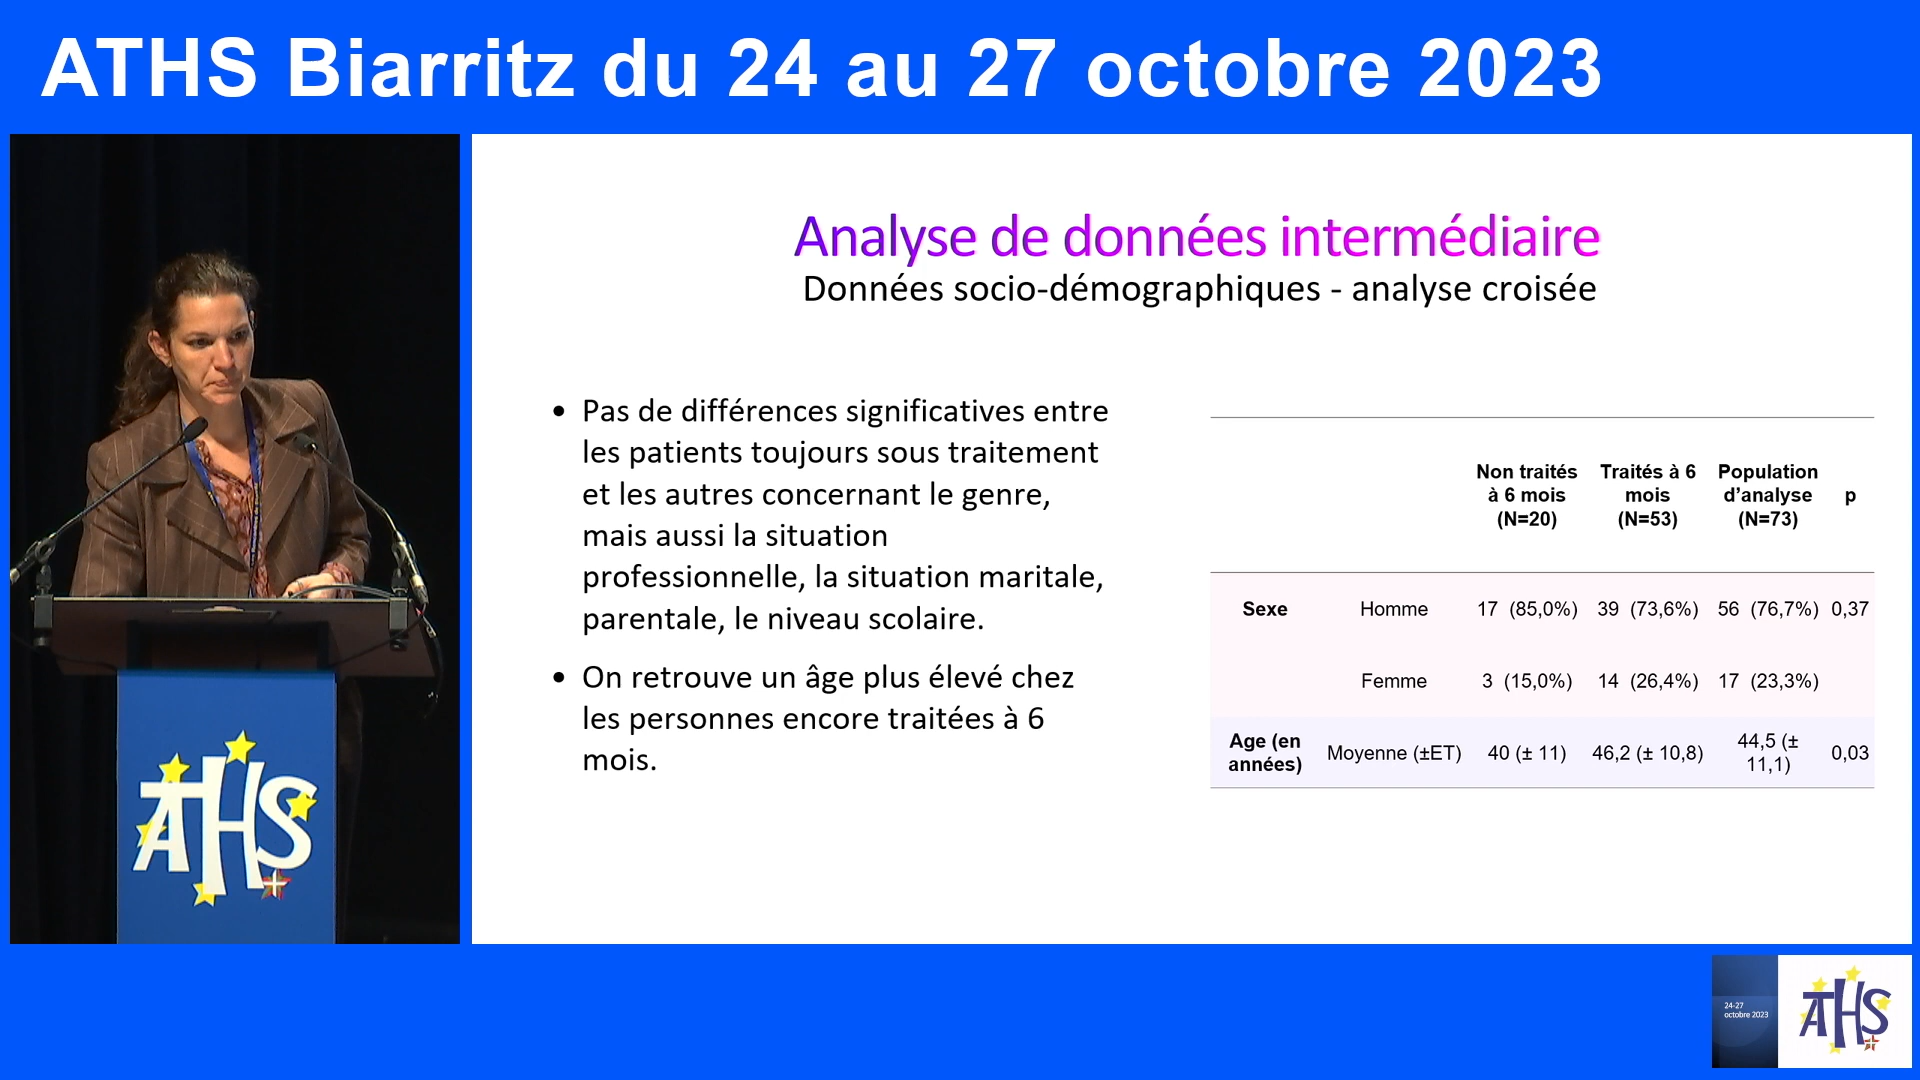 ATHS Biarritz du 24 au 27 octobre 2023
Analyse de données intermédiaire
Données socio-démographiques - analyse croisée
• Pas de différences significatives entre
les patients toujours sous traitement
et les autres concernant le genre,
mais aussi la situation
professionnelle, la situation maritale,
parentale, le niveau scolaire.
• On retrouve un âge plus élevé chez
les personnes encore traitées à 6
mois.
Non traités à 6 mois (N=20) Traités à 6 mois (N=53) Population d’analyse (N=73) p
Sexe Homme 17 (85,0%) 39 (73,6%) 56 (76,7%) 0,37
Femme 3 (15,0%) 14 (26,4%) 17 (23,3%)
Age (en années) Moyenne (±ET) 40 (± 11) 46,2 (± 10,8) 44,5 (± 11,1) 0,03
ATHS
24-27
octobre 2023
ATHS